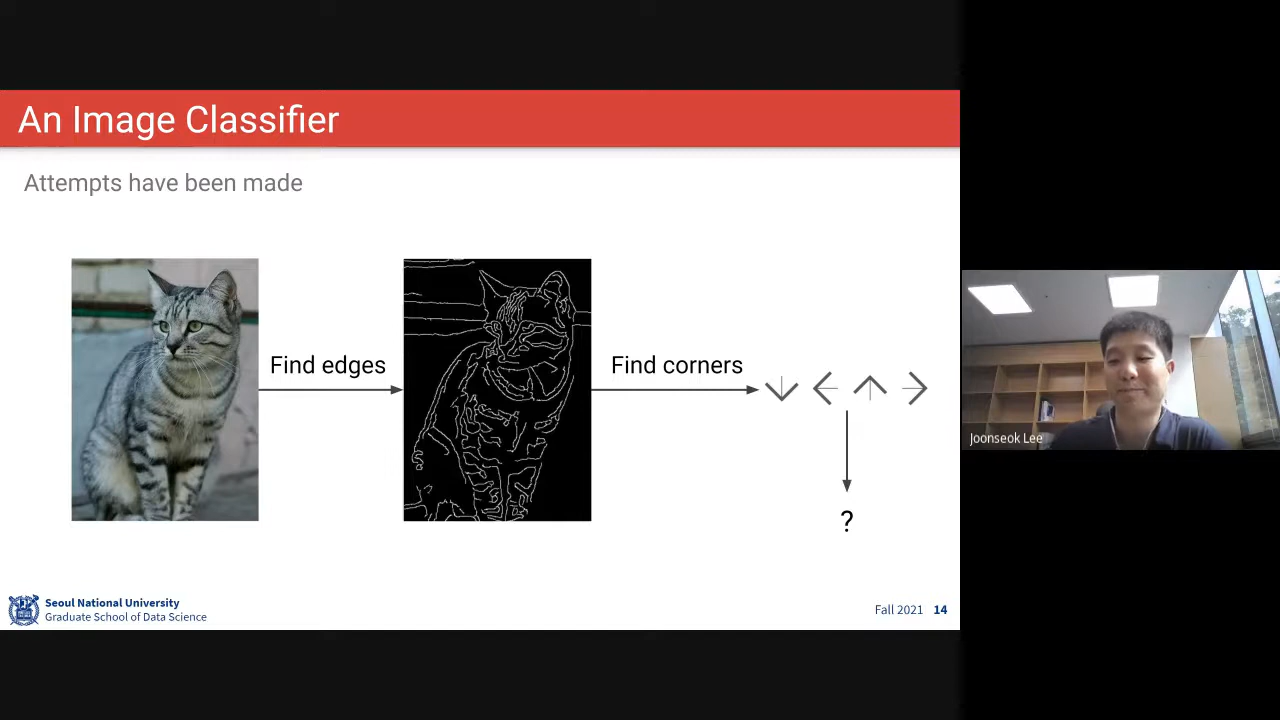 An Image Classifier
Attempts have been made
Find edges
Find corners
?
Joonseok Lee
Seoul National University
Graduate School of Data Science
Fall 2021 14